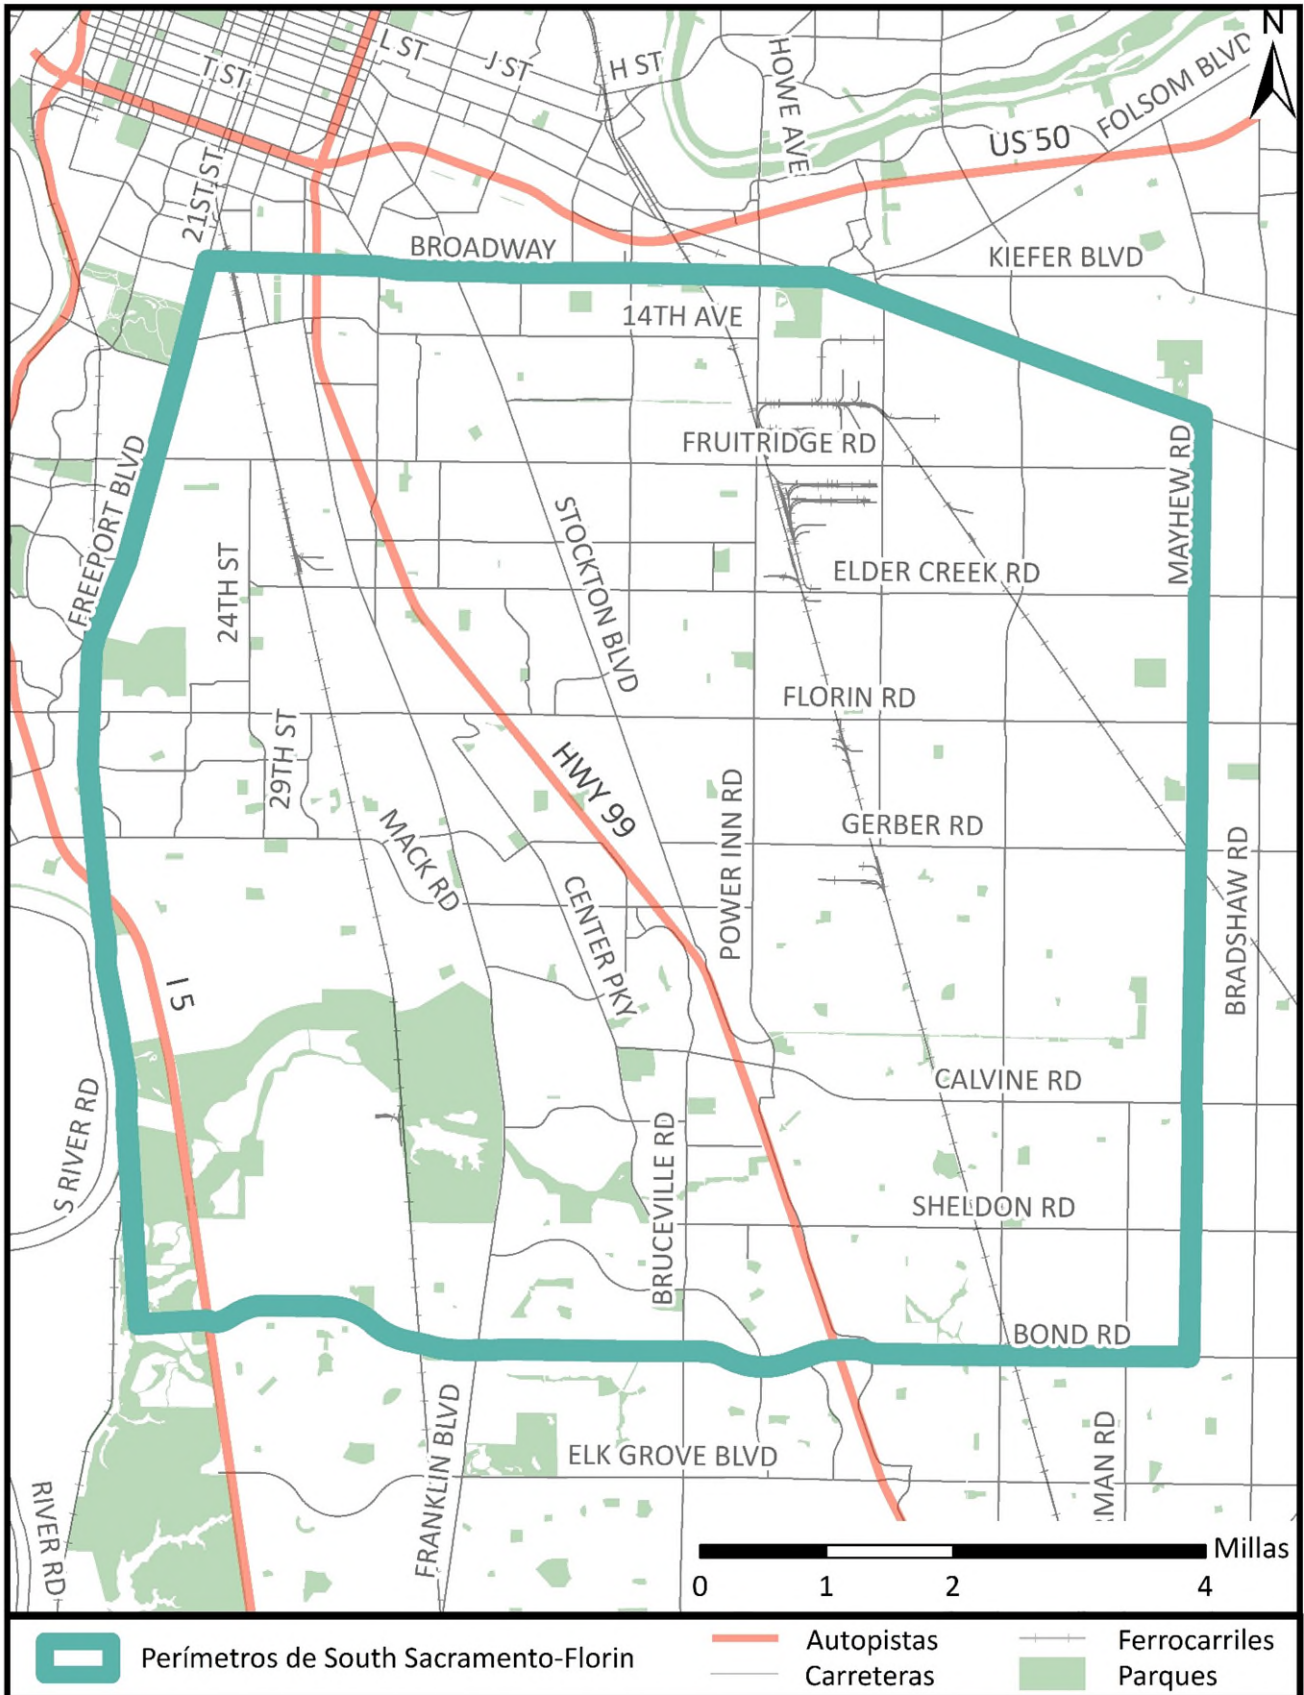 N
L ST
J ST
H ST
T ST
HOWE AVE
FOLSOM BLVD
US 50
21ST ST
BROADWAY
KIEFER BLVD
14TH AVE
FRUITRIDGE RD
MAYHEW RD
FREEPORT BLVD
STOCKTON BLVD
24TH ST
ELDER CREEK RD
FLORIN RD
29TH ST
HWY 99
POWER INN RD
GERBER RD
MACK RD
CENTER PKY
BRADSHAW RD
I 5
CALVINE RD
S RIVER RD
BRUCEVILLE RD
SHELDON RD
BOND RD
FRANKLIN BLVD
ELK GROVE BLVD
RMAN RD
RIVER RD
Millas
0 1 2 4
Perímetros de South Sacramento-Florin
Autopistas
Carreteras
Ferrocarriles
Parques